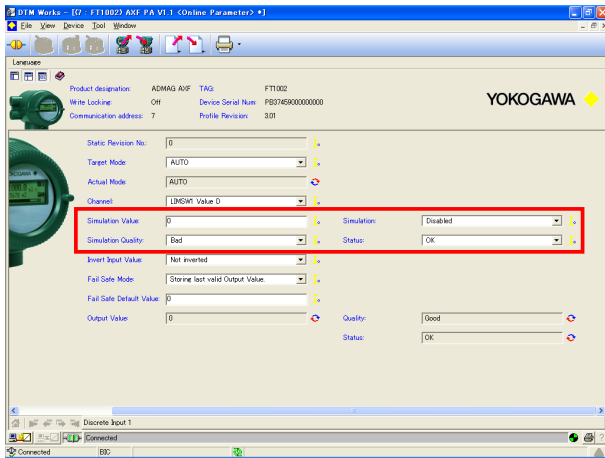 DTM Works - [(7 : FT1002) AXF PA V1.1 <Online Parameter> *]
File View Device Tool Window
Language
Product designation: ADMAG AXF TAG: FT1002
Write Locking: Off Device Serial Num PB37459000000000
Communication address: 7 Profile Revision: 3.01
YOKOGAWA
Static Revision No.: 0
Target Mode: AUTO
Actual Mode: AUTO
Channel: LIMSW1 Value D
Simulation Value: 0 Simulation: Disabled
Simulation Quality: Bad Status: OK
Invert Input Value: Not inverted
Fail Safe Mode: Storing last valid Output Value.
Fail Safe Default Value: 0
Output Value: 0 Quality: Good
Status: OK
Discrete Input 1
Connected
Connected